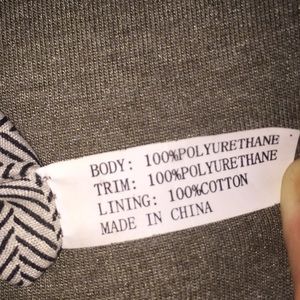 BODY: 100%POLYURETHANE
TRIM: 100%POLYURETHANE
LINING: 100%COTTON
MADE IN CHINA